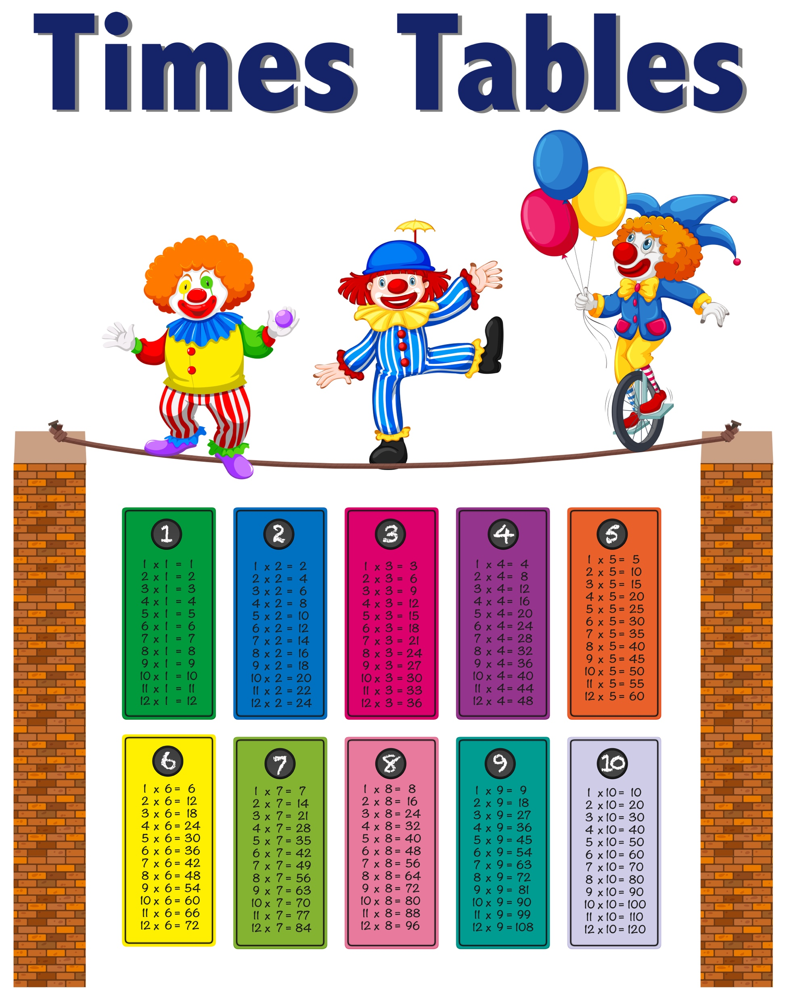 Times Tables
1
1 x 1 = 1
2 x 1 = 2
3 x 1 = 3
4 x 1 = 4
5 x 1 = 5
6 x 1 = 6
7 x 1 = 7
8 x 1 = 8
9 x 1 = 9
10 x 1 = 10
11 x 1 = 11
12 x 1 = 12
2
1 x 2 = 2
2 x 2 = 4
3 x 2 = 6
4 x 2 = 8
5 x 2 = 10
6 x 2 = 12
7 x 2 = 14
8 x 2 = 16
9 x 2 = 18
10 x 2 = 20
11 x 2 = 22
12 x 2 = 24
3
1 x 3 = 3
2 x 3 = 6
3 x 3 = 9
4 x 3 = 12
5 x 3 = 15
6 x 3 = 18
7 x 3 = 21
8 x 3 = 24
9 x 3 = 27
10 x 3 = 30
11 x 3 = 33
12 x 3 = 36
4
1 x 4 = 4
2 x 4 = 8
3 x 4 = 12
4 x 4 = 16
5 x 4 = 20
6 x 4 = 24
7 x 4 = 28
8 x 4 = 32
9 x 4 = 36
10 x 4 = 40
11 x 4 = 44
12 x 4 = 48
5
1 x 5 = 5
2 x 5 = 10
3 x 5 = 15
4 x 5 = 20
5 x 5 = 25
6 x 5 = 30
7 x 5 = 35
8 x 5 = 40
9 x 5 = 45
10 x 5 = 50
11 x 5 = 55
12 x 5 = 60
6
1 x 6 = 6
2 x 6 = 12
3 x 6 = 18
4 x 6 = 24
5 x 6 = 30
6 x 6 = 36
7 x 6 = 42
8 x 6 = 48
9 x 6 = 54
10 x 6 = 60
11 x 6 = 66
12 x 6 = 72
7
1 x 7 = 7
2 x 7 = 14
3 x 7 = 21
4 x 7 = 28
5 x 7 = 35
6 x 7 = 42
7 x 7 = 49
8 x 7 = 56
9 x 7 = 63
10 x 7 = 70
11 x 7 = 77
12 x 7 = 84
8
1 x 8 = 8
2 x 8 = 16
3 x 8 = 24
4 x 8 = 32
5 x 8 = 40
6 x 8 = 48
7 x 8 = 56
8 x 8 = 64
9 x 8 = 72
10 x 8 = 80
11 x 8 = 88
12 x 8 = 96
9
1 x 9 = 9
2 x 9 = 18
3 x 9 = 27
4 x 9 = 36
5 x 9 = 45
6 x 9 = 54
7 x 9 = 63
8 x 9 = 72
9 x 9 = 81
10 x 9 = 90
11 x 9 = 99
12 x 9 = 108
10
1 x 10 = 10
2 x 10 = 20
3 x 10 = 30
4 x 10 = 40
5 x 10 = 50
6 x 10 = 60
7 x 10 = 70
8 x 10 = 80
9 x 10 = 90
10 x 10 = 100
11 x 10 = 110
12 x 10 = 120